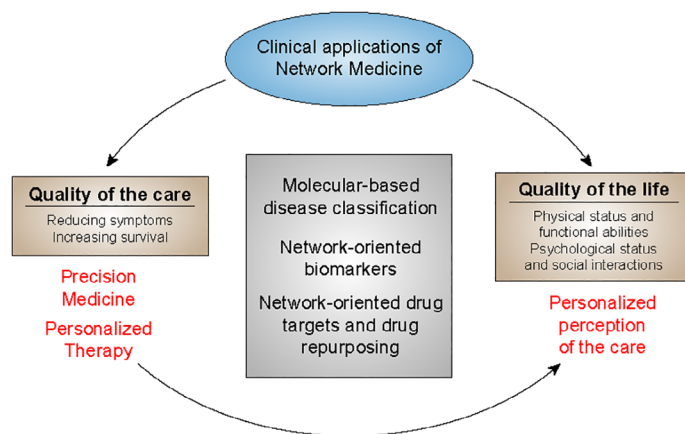 Clinical applications of
Network Medicine
Quality of the care
Reducing symptoms
Increasing survival
Precision
Medicine
Personalized
Therapy
Molecular-based
disease classification
Network-oriented
biomarkers
Network-oriented drug
targets and drug
repurposing
Quality of the life
Physical status and
functional abilities
Psychological status
and social interactions
Personalized
perception
of the care